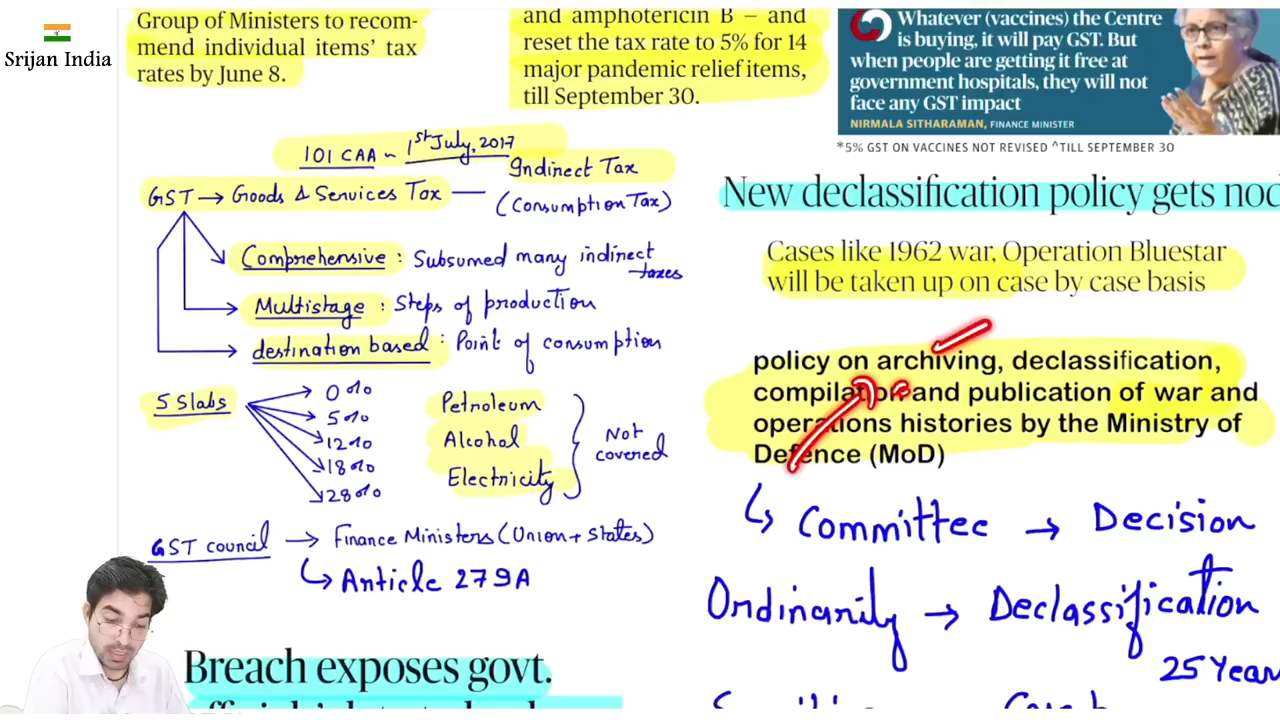 Srijan India
Group of Ministers to recom-
mend individual items' tax
rates by June 8.
and amphotericin B — and
reset the tax rate to 5% for 14
major pandemic relief items,
till September 30.
Whatever (vaccines) the Centre
is buying, it will pay GST. But
when people are getting it free at
government hospitals, they will not
face any GST impact
NIRMALA SITHARAMAN, FINANCE MINISTER
*5% GST ON VACCINES NOT REVISED ^TILL SEPTEMBER 30
101 CAA ~ 1st July, 2017
GST → Goods & Services Tax — Indirect Tax
(Consumption Tax)
Comprehensive : Subsumed many indirect
taxes
Multistage : Steps of production
destination based : Point of consumption
5 Slabs
0%
5%
12%
18%
28%
Petroleum
Alcohol
Electricity
Not
covered
GST council → Finance Ministers (Union + States)
↳ Article 279A
Breach exposes govt.
New declassification policy gets nod
Cases like 1962 war, Operation Bluestar
will be taken up on case by case basis
policy on archiving, declassification,
compilation and publication of war and
operations histories by the Ministry of
Defence (MoD)
↳ Committee → Decision
Ordinarily → Declassification
25 Years